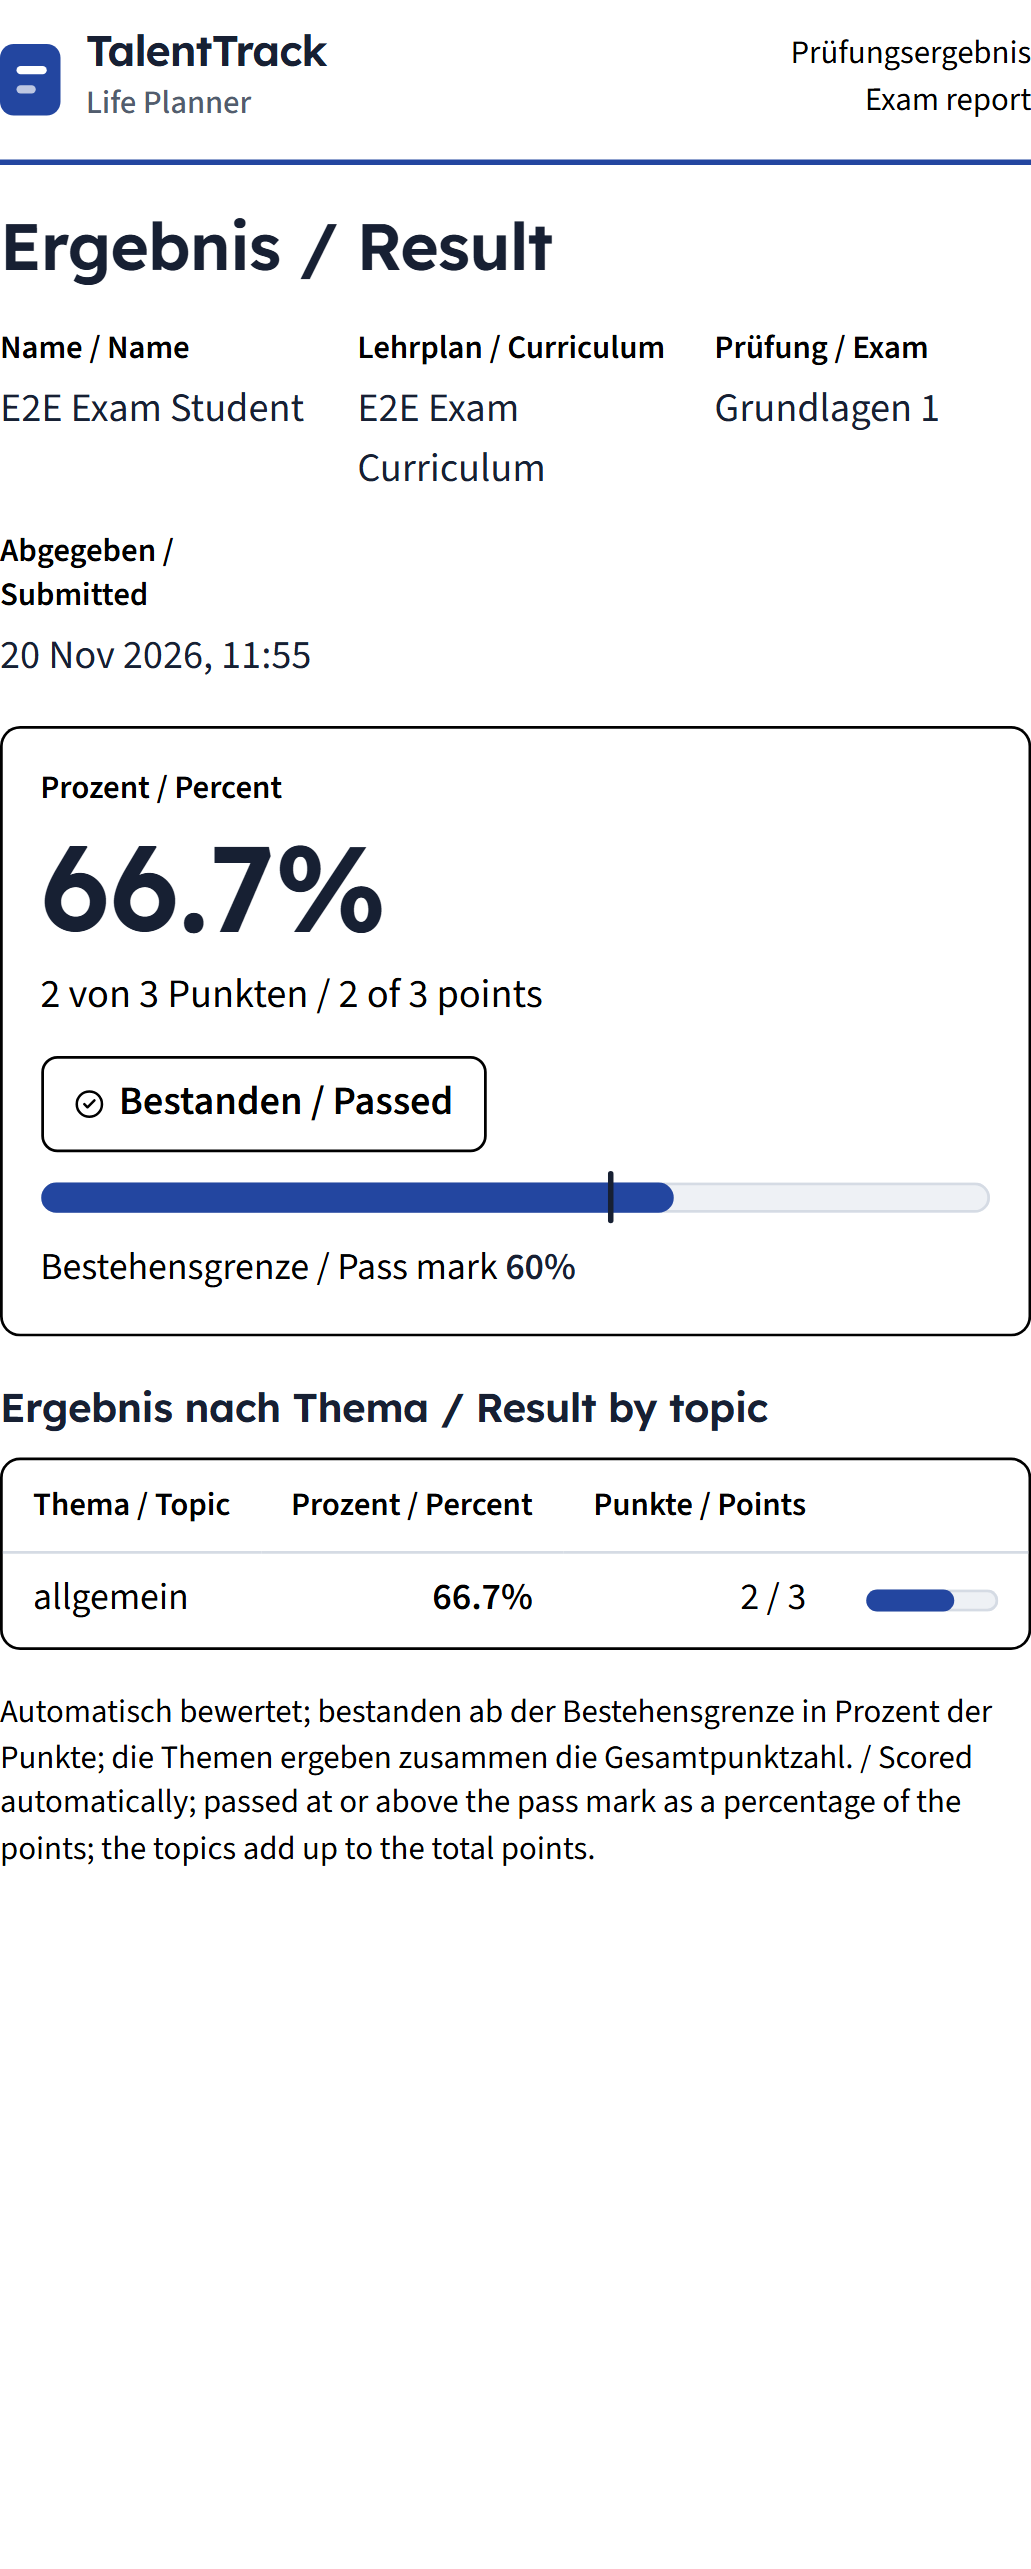 TalentTrack
Life Planner
Prüfungsergebnis
Exam report
Ergebnis / Result
Name / Name
E2E Exam Student
Lehrplan / Curriculum
E2E Exam
Curriculum
Prüfung / Exam
Grundlagen 1
Abgegeben /
Submitted
20 Nov 2026, 11:55
Prozent / Percent
66.7%
2 von 3 Punkten / 2 of 3 points
Bestanden / Passed
Bestehensgrenze / Pass mark 60%
Ergebnis nach Thema / Result by topic
Thema / Topic Prozent / Percent Punkte / Points
allgemein 66.7% 2 / 3
Automatisch bewertet; bestanden ab der Bestehensgrenze in Prozent der
Punkte; die Themen ergeben zusammen die Gesamtpunktzahl. / Scored
automatically; passed at or above the pass mark as a percentage of the
points; the topics add up to the total points.